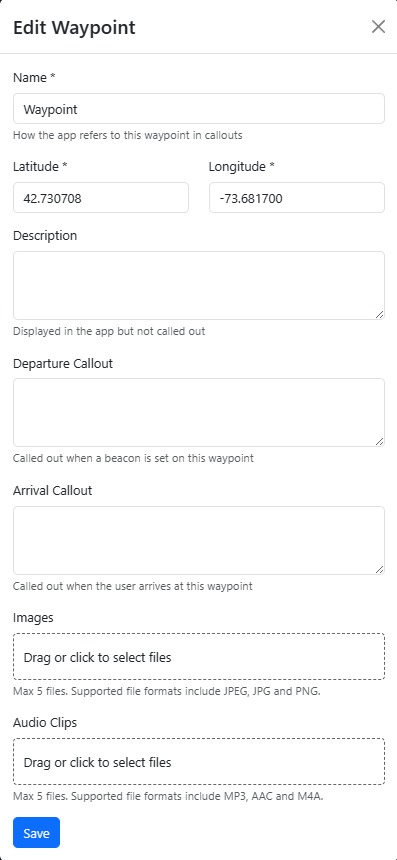 Edit Waypoint
Name *
Waypoint
How the app refers to this waypoint in callouts
Latitude * Longitude *
42.730708 -73.681700
Description
Displayed in the app but not called out
Departure Callout
Called out when a beacon is set on this waypoint
Arrival Callout
Called out when the user arrives at this waypoint
Images
Drag or click to select files
Max 5 files. Supported file formats include JPEG, JPG and PNG.
Audio Clips
Drag or click to select files
Max 5 files. Supported file formats include MP3, AAC and M4A.
Save